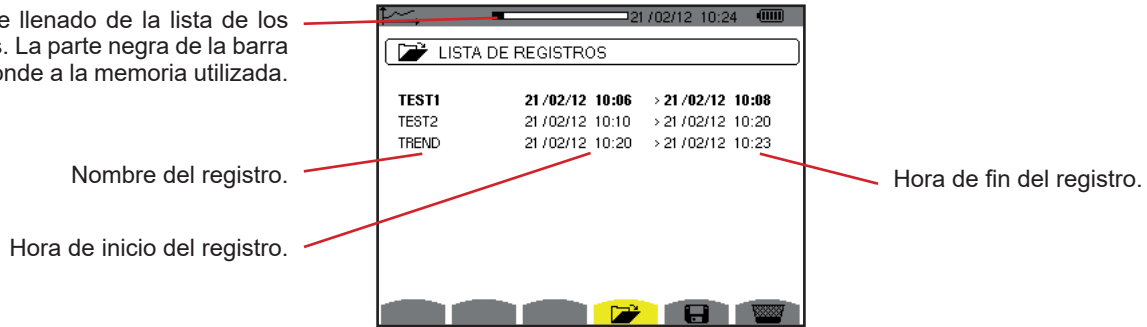 e llenado de la lista de los
s. La parte negra de la barra
onde a la memoria utilizada.
21/02/12 10:24
LISTA DE REGISTROS
TEST1 21/02/12 10:06 > 21/02/12 10:08
TEST2 21/02/12 10:10 > 21/02/12 10:20
TREND 21/02/12 10:20 > 21/02/12 10:23
Nombre del registro.
Hora de fin del registro.
Hora de inicio del registro.